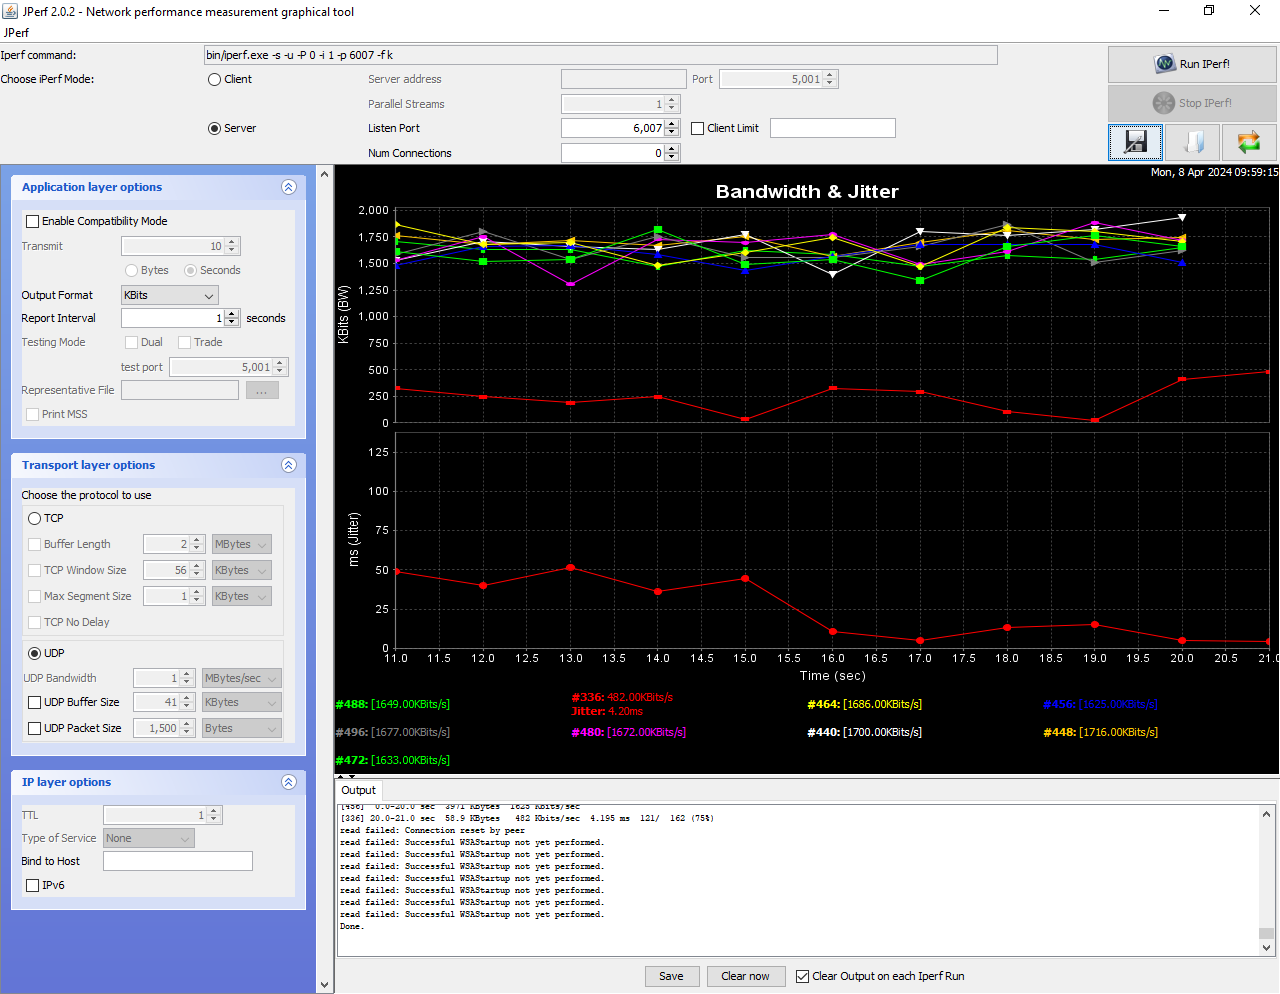 JPerf 2.0.2 - Network performance measurement graphical tool
JPerf
Iperf command: bin/iperf.exe -s -u -P 0 -i 1 -p 6007 -f k
Choose iPerf Mode: Client Server address Port 5,001
Parallel Streams 1
Server Listen Port 6,007 Client Limit
Num Connections 0
Run IPerf!
Stop IPerf!
Application layer options
Enable Compatibility Mode
Transmit 10
Bytes Seconds
Output Format KBits
Report Interval 1 seconds
Testing Mode Dual Trade
test port 5,001
Representative File ...
Print MSS
Transport layer options
Choose the protocol to use
TCP
Buffer Length 2 MBytes
TCP Window Size 56 KBytes
Max Segment Size 1 KBytes
TCP No Delay
UDP
UDP Bandwidth 1 MBytes/sec
UDP Buffer Size 41 KBytes
UDP Packet Size 1,500 Bytes
IP layer options
TTL 1
Type of Service None
Bind to Host
IPv6
Mon, 8 Apr 2024 09:59:15
Bandwidth & Jitter
KBits (BW)
2,000
1,750
1,500
1,250
1,000
750
500
250
0
ms (Jitter)
125
100
75
50
25
0
11.0 11.5 12.0 12.5 13.0 13.5 14.0 14.5 15.0 15.5 16.0 16.5 17.0 17.5 18.0 18.5 19.0 19.5 20.0 20.5 21.0
Time (sec)
#488: [1649.00KBits/s] #336: 482.00KBits/s #464: [1686.00KBits/s] #456: [1625.00KBits/s]
Jitter: 4.20ms
#496: [1677.00KBits/s] #480: [1672.00KBits/s] #440: [1700.00KBits/s] #448: [1716.00KBits/s]
#472: [1633.00KBits/s]
Output
[456] 0.0-20.0 sec 3971 KBytes 1625 Kbits/sec
[336] 20.0-21.0 sec 58.9 KBytes 482 Kbits/sec 4.195 ms 121/ 162 (75%)
read failed: Connection reset by peer
read failed: Successful WSAStartup not yet performed.
read failed: Successful WSAStartup not yet performed.
read failed: Successful WSAStartup not yet performed.
read failed: Successful WSAStartup not yet performed.
read failed: Successful WSAStartup not yet performed.
read failed: Successful WSAStartup not yet performed.
read failed: Successful WSAStartup not yet performed.
Done.
Save Clear now Clear Output on each Iperf Run